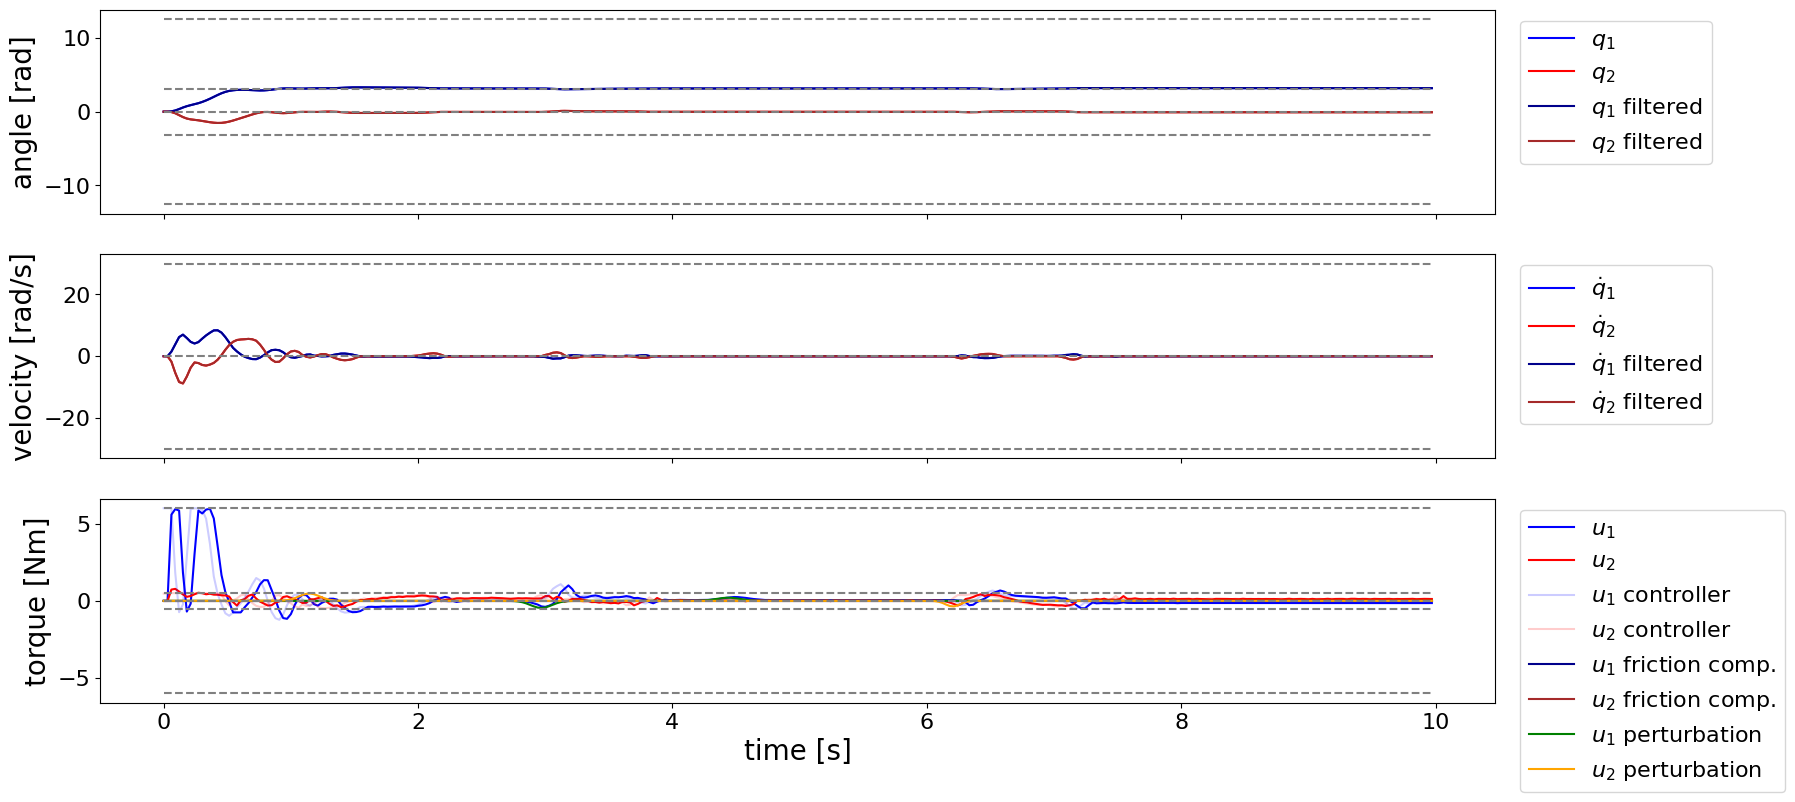 angle [rad]
10
0
−10
q₁
q₂
q₁ filtered
q₂ filtered
velocity [rad/s]
20
0
−20
q̇₁
q̇₂
q̇₁ filtered
q̇₂ filtered
torque [Nm]
5
0
−5
0 2 4 6 8 10
time [s]
u₁
u₂
u₁ controller
u₂ controller
u₁ friction comp.
u₂ friction comp.
u₁ perturbation
u₂ perturbation